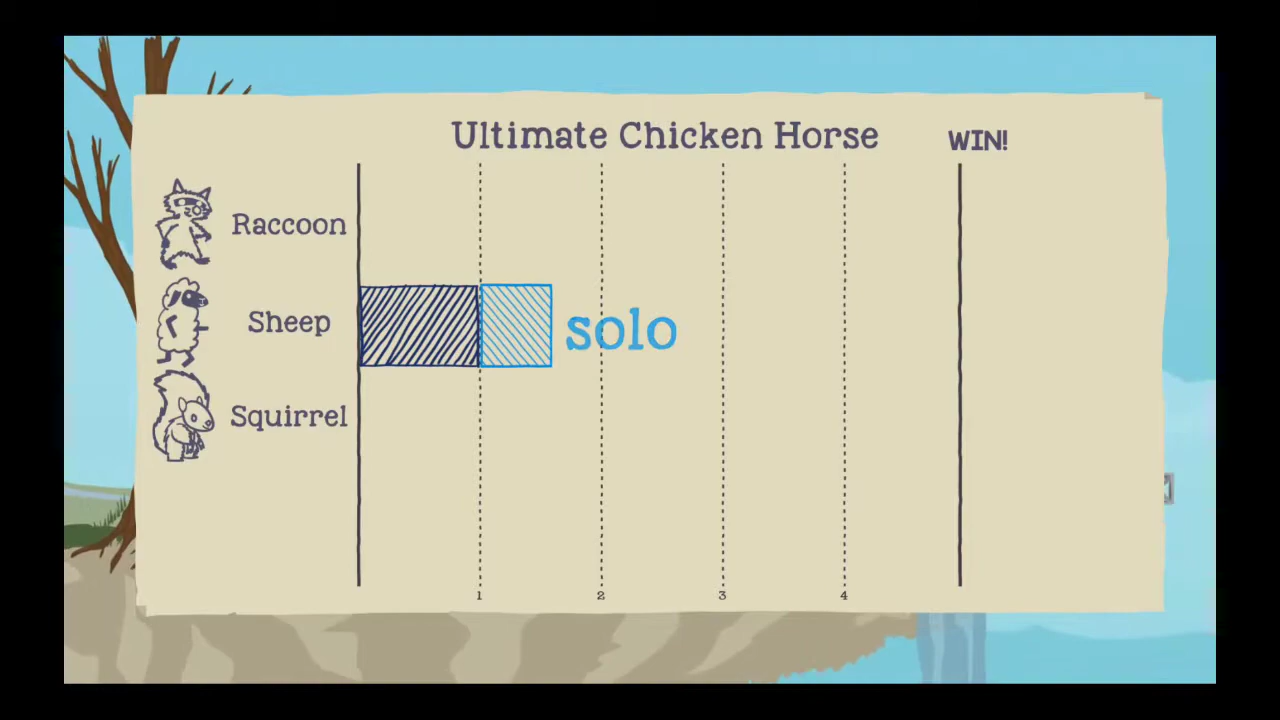 Ultimate Chicken Horse
WIN!
Raccoon
Sheep
solo
Squirrel
1 2 3 4